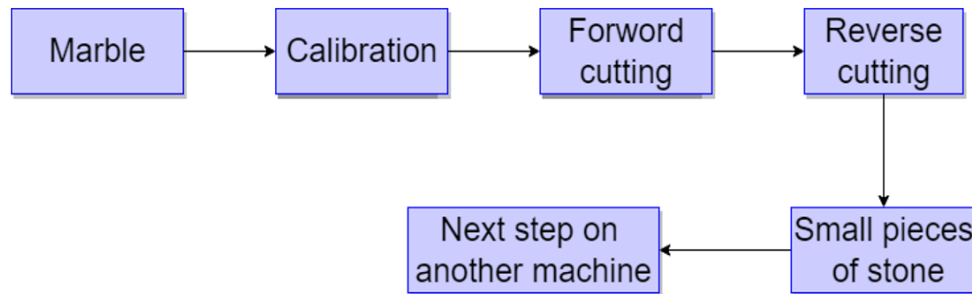 Marble
Calibration
Forword
cutting
Reverse
cutting
Small pieces
of stone
Next step on
another machine